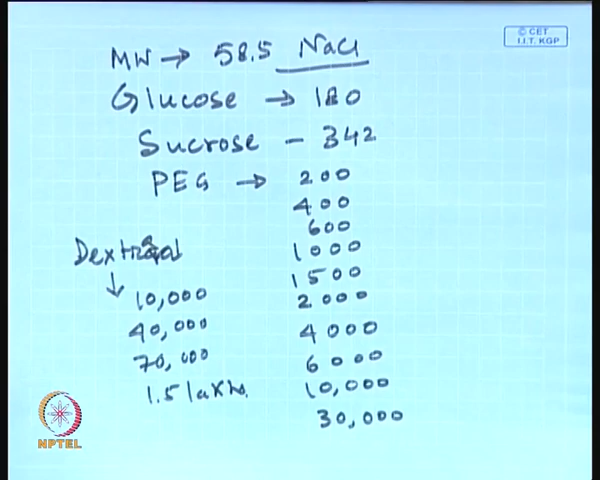 © CET
I.I.T. KGP
MW → 58.5 NaCl
Glucose → 180
Sucrose - 342
PEG → 200
400
600
1000
1500
2000
4000
6000
10,000
30,000
↓
10,000
40,000
70,000
1.5 lakhs.
NPTEL